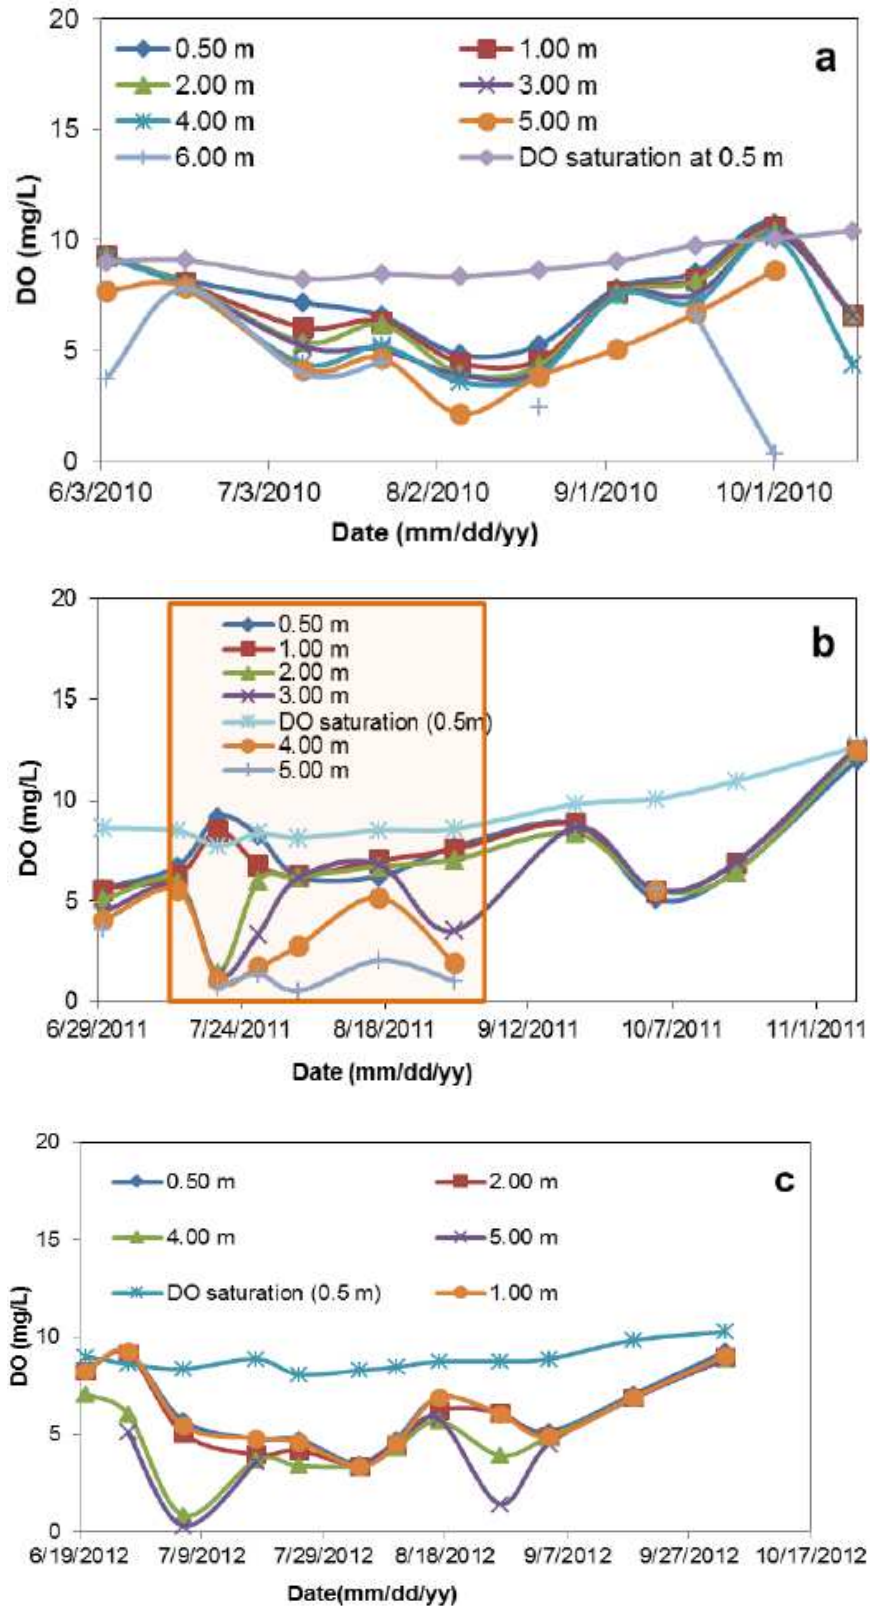 20
0.50 m 1.00 m a
2.00 m 3.00 m
15
4.00 m 5.00 m
6.00 m DO saturation at 0.5 m
10
5
0
DO (mg/L)
6/3/2010 7/3/2010 8/2/2010 9/1/2010 10/1/2010
Date (mm/dd/yy)
20
0.50 m
b
1.00 m
2.00 m
3.00 m
15
DO saturation (0.5m)
4.00 m
5.00 m
10
5
0
DO (mg/L)
6/29/2011 7/24/2011 8/18/2011 9/12/2011 10/7/2011 11/1/2011
Date (mm/dd/yy)
20
0.50 m 2.00 m c
15
4.00 m 5.00 m
DO saturation (0.5 m) 1.00 m
10
5
0
DO (mg/L)
6/19/2012 7/9/2012 7/29/2012 8/18/2012 9/7/2012 9/27/2012 10/17/2012
Date(mm/dd/yy)